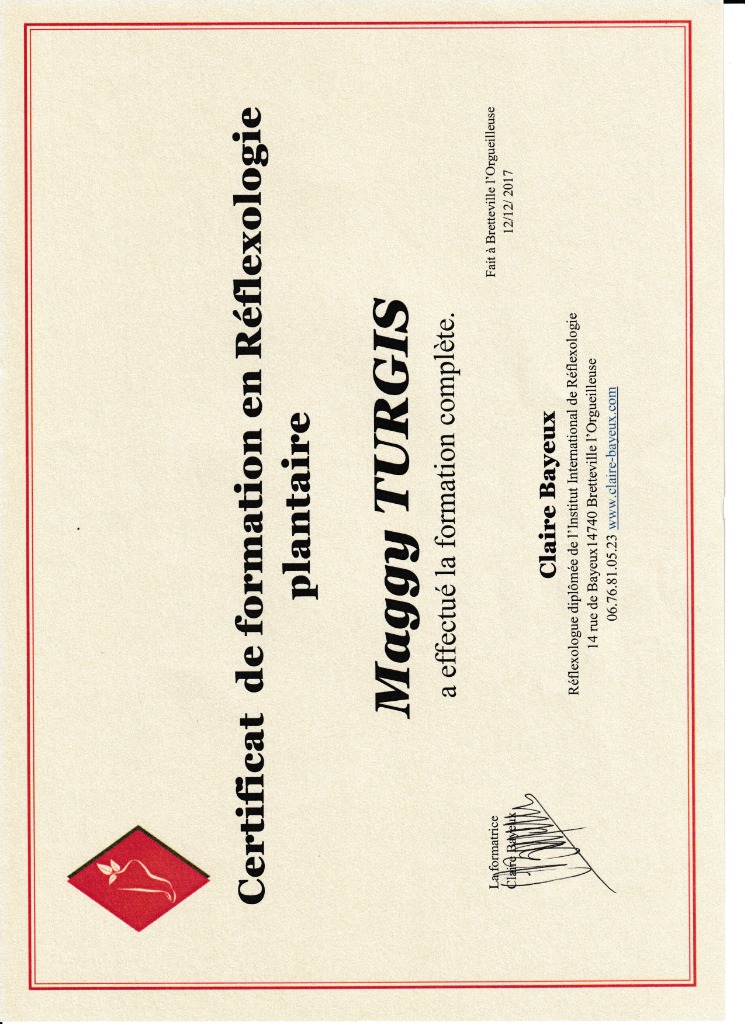 Certificat de formation en Réflexologie
plantaire
Maggy TURGIS
a effectué la formation complète.
Fait à Bretteville l'Orgueilleuse
12/12/ 2017
La formatrice
Claire Bayeux
Claire Bayeux
Réflexologue diplômée de l'Institut International de Réflexologie
14 rue de Bayeux14740 Bretteville l'Orgueilleuse
06.76.81.05.23 www.claire-bayeux.com